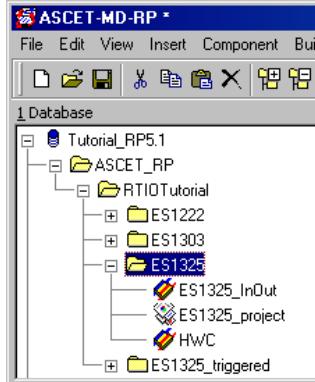 ASCET-MD-RP *
File Edit View Insert Component Bui
1 Database
Tutorial_RP5.1
ASCET_RP
RTIOTutorial
ES1222
ES1303
ES1325
ES1325_InOut
ES1325_project
HWC
ES1325_triggered